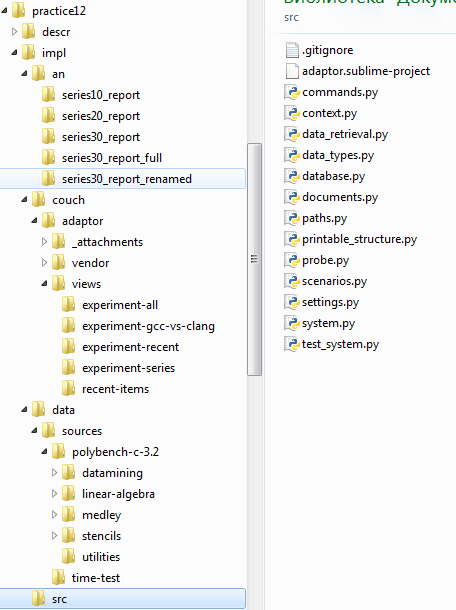 practice12
descr
impl
an
series10_report
series20_report
series30_report
series30_report_full
series30_report_renamed
couch
adaptor
_attachments
vendor
views
experiment-all
experiment-gcc-vs-clang
experiment-recent
experiment-series
recent-items
data
sources
polybench-c-3.2
datamining
linear-algebra
medley
stencils
utilities
time-test
src
src
.gitignore
adaptor.sublime-project
commands.py
context.py
data_retrieval.py
data_types.py
database.py
documents.py
paths.py
printable_structure.py
probe.py
scenarios.py
settings.py
system.py
test_system.py